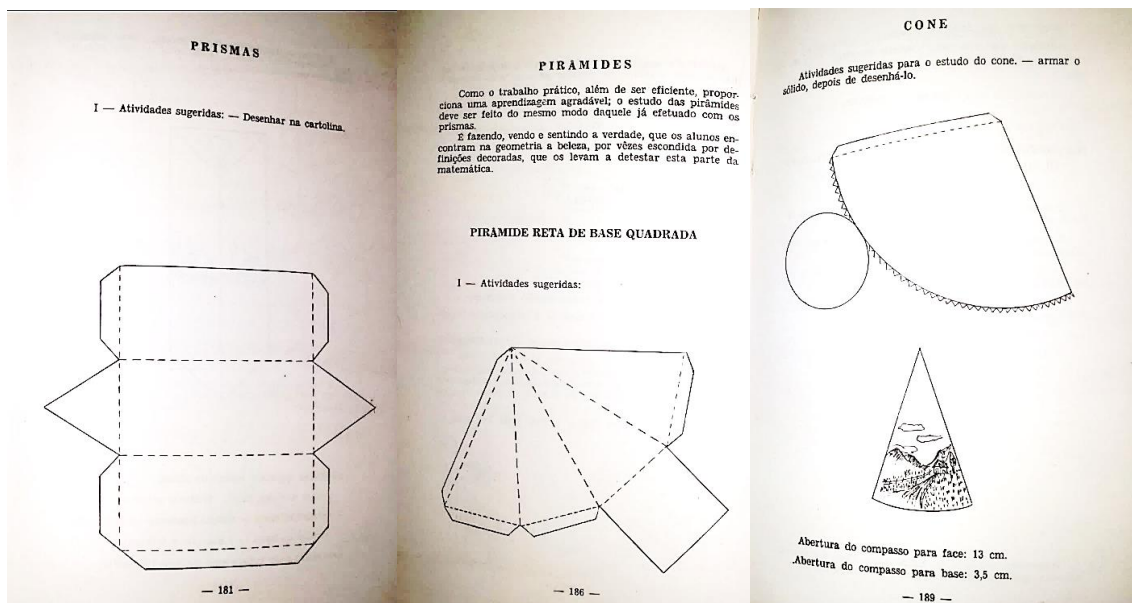 PRISMAS
I — Atividades sugeridas: — Desenhar na cartolina.
— 181 —
PIRÂMIDES
Como o trabalho prático, além de ser eficiente, propor-
ciona uma aprendizagem agradável; o estudo das pirâmides
deve ser feito do mesmo modo daquele já efetuado com os
prismas.
É fazendo, vendo e sentindo a verdade, que os alunos en-
contram na geometria a beleza, por vêzes escondida por de-
finições decoradas, que os levam a detestar esta parte da
matemática.
PIRÂMIDE RETA DE BASE QUADRADA
I — Atividades sugeridas:
— 186 —
CONE
Atividades sugeridas para o estudo do cone. — armar o
sólido, depois de desenhá-lo.
Abertura do compasso para face: 13 cm.
Abertura do compasso para base: 3,5 cm.
— 189 —